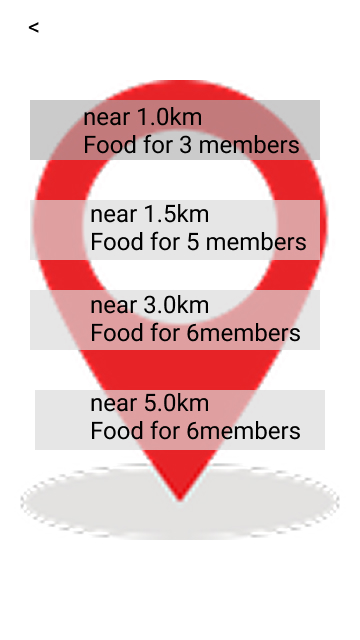 <
near 1.0km
Food for 3 members
near 1.5km
Food for 5 members
near 3.0km
Food for 6members
near 5.0km
Food for 6members